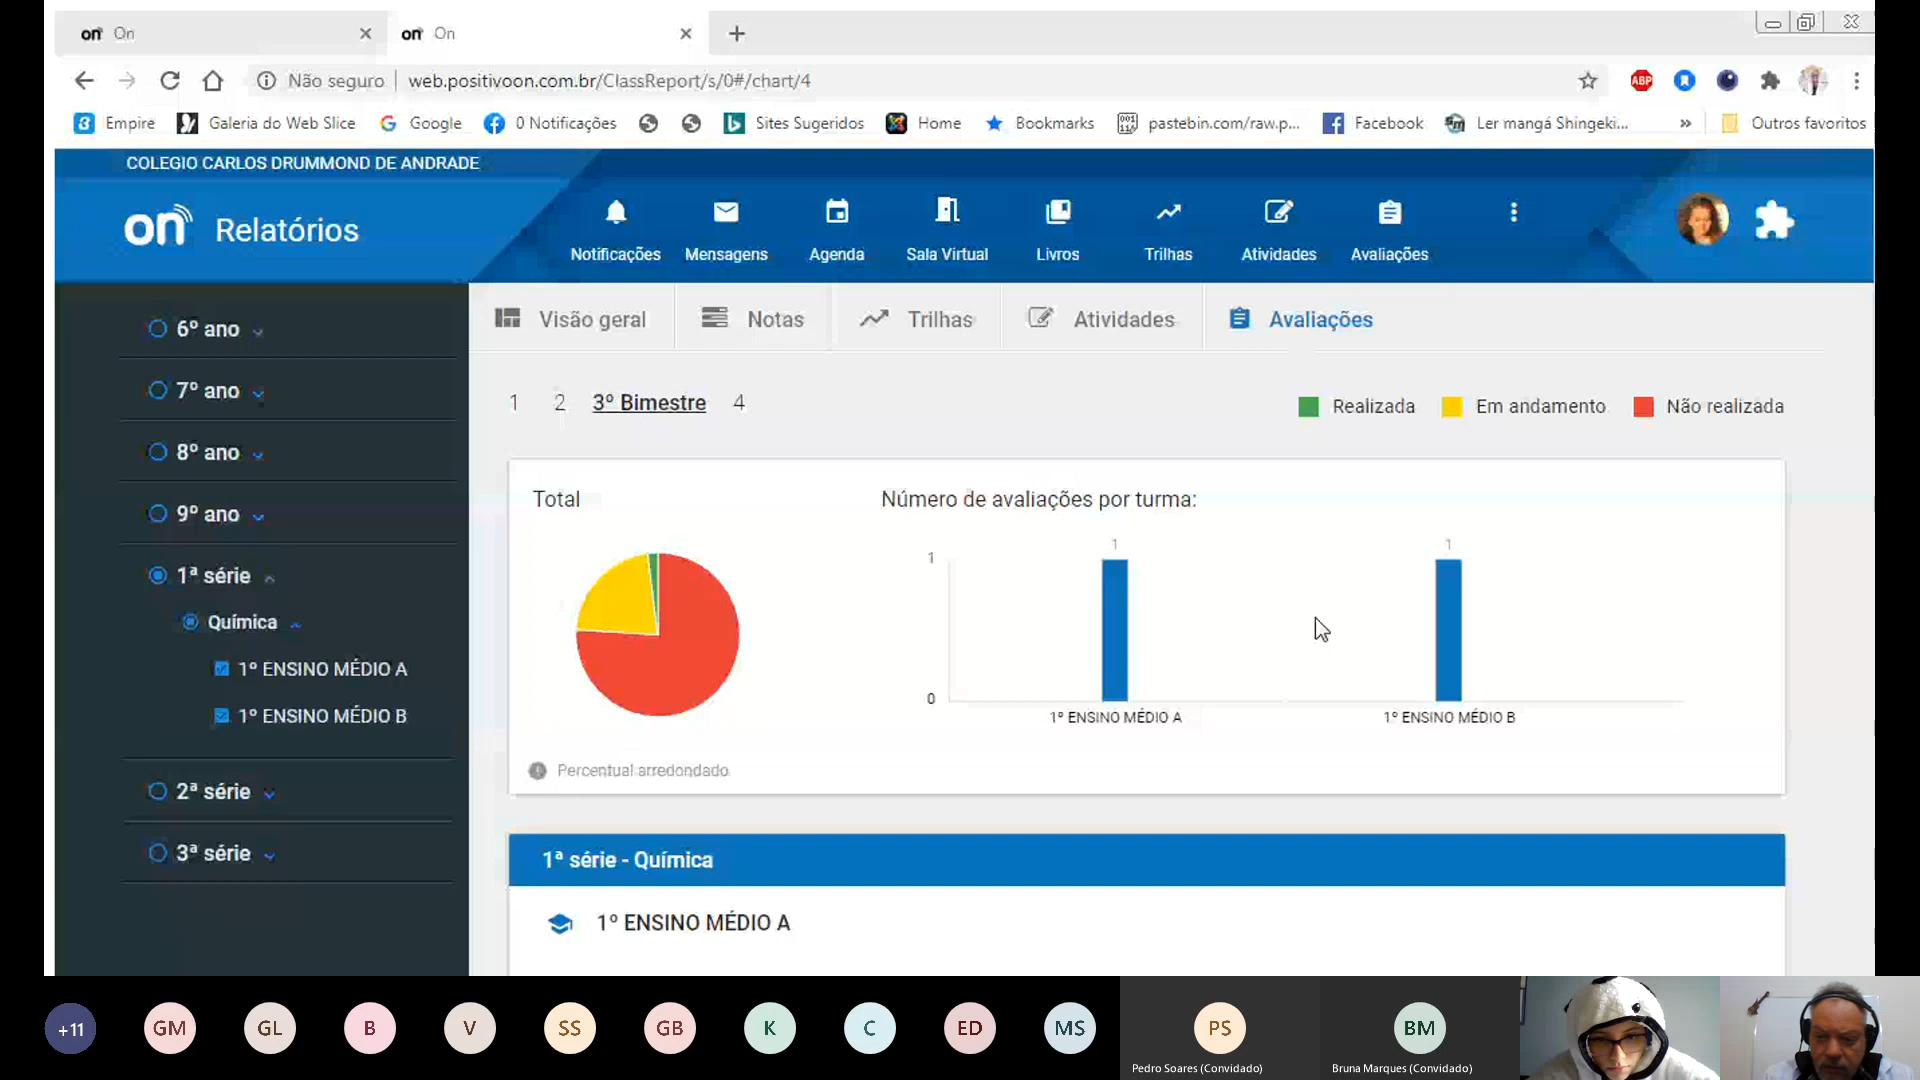 on On
on On
Não seguro web.positivoon.com.br/ClassReport/s/0#/chart/4
ABP
Empire Galeria do Web Slice Google 0 Notificações Sites Sugeridos Home Bookmarks pastebin.com/raw.p... Facebook Ler mangá Shingeki... » Outros favoritos
COLEGIO CARLOS DRUMMOND DE ANDRADE
on Relatórios
Notificações Mensagens Agenda Sala Virtual Livros Trilhas Atividades Avaliações
6º ano
7º ano
8º ano
9º ano
1ª série
Química
1º ENSINO MÉDIO A
1º ENSINO MÉDIO B
2ª série
3ª série
Visão geral Notas Trilhas Atividades Avaliações
1 2 3º Bimestre 4
Realizada Em andamento Não realizada
Total
Número de avaliações por turma:
1 1
1
0
1º ENSINO MÉDIO A 1º ENSINO MÉDIO B
Percentual arredondado
1ª série - Química
1º ENSINO MÉDIO A
+11 GM GL B V SS GB K C ED MS PS BM
Pedro Soares (Convidado) Bruna Marques (Convidado)